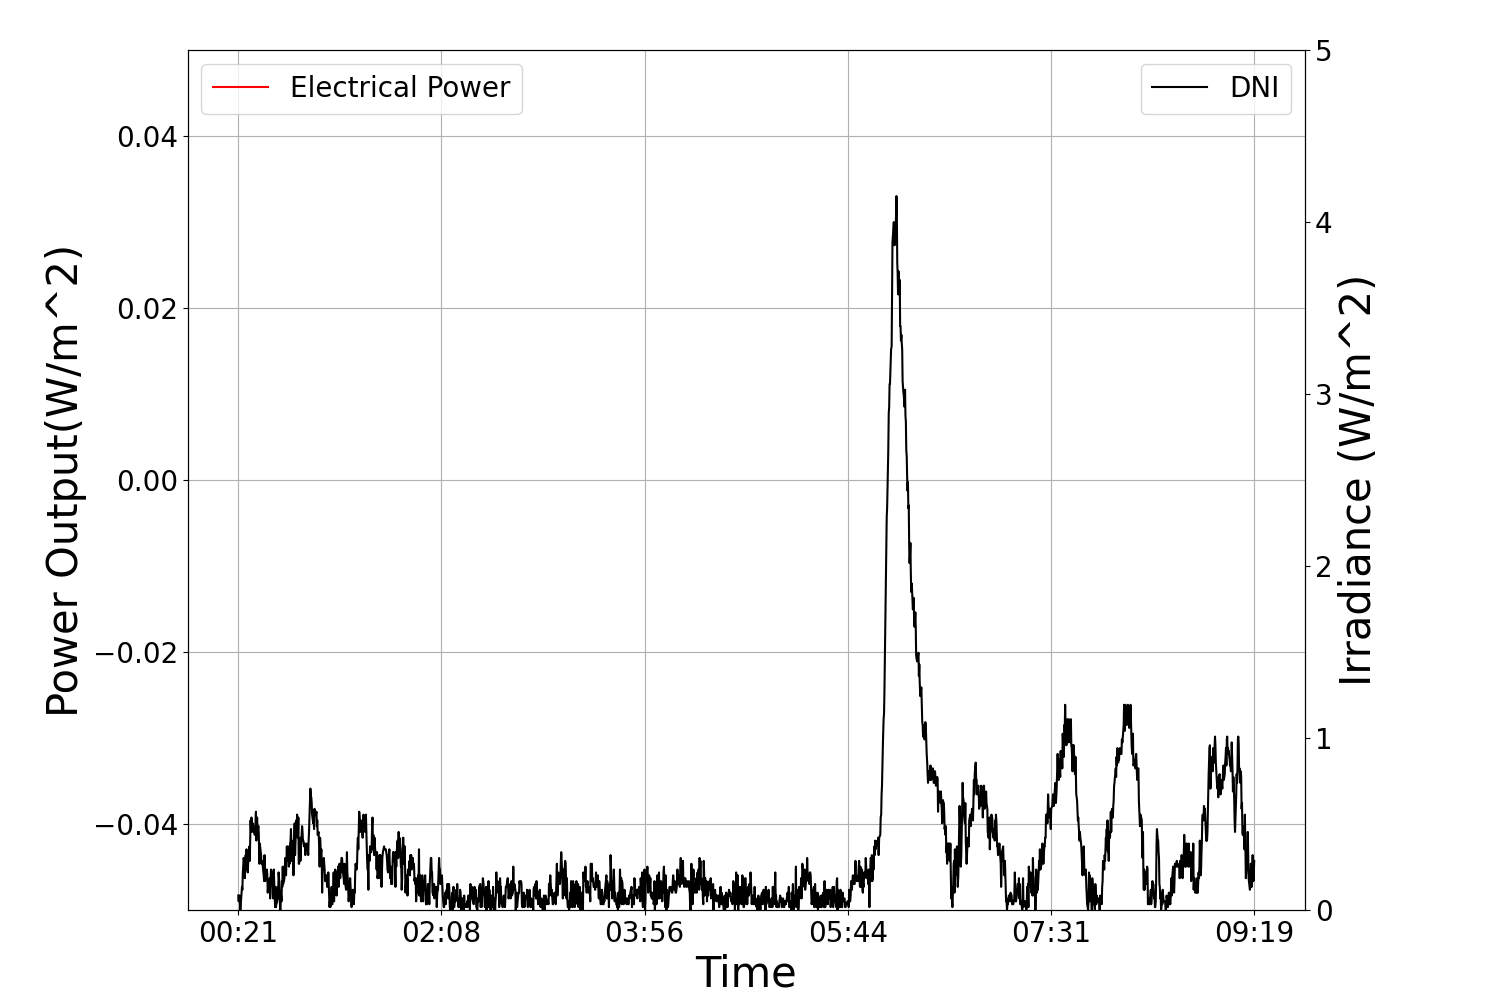 Electrical Power
DNI
Power Output(W/m^2)
0.04
0.02
0.00
−0.02
−0.04
5
4
3
2
1
0
Irradiance (W/m^2)
00:21 02:08 03:56 05:44 07:31 09:19
Time